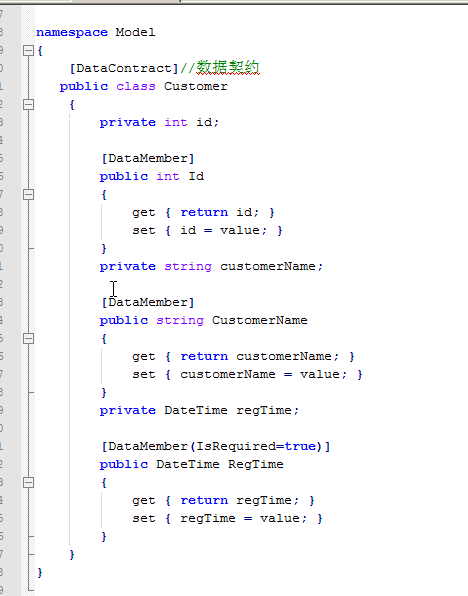 namespace Model
{
[DataContract]//数据契约
public class Customer
{
private int id;
[DataMember]
public int Id
{
get { return id; }
set { id = value; }
}
private string customerName;
[DataMember]
public string CustomerName
{
get { return customerName; }
set { customerName = value; }
}
private DateTime regTime;
[DataMember(IsRequired=true)]
public DateTime RegTime
{
get { return regTime; }
set { regTime = value; }
}
}
}